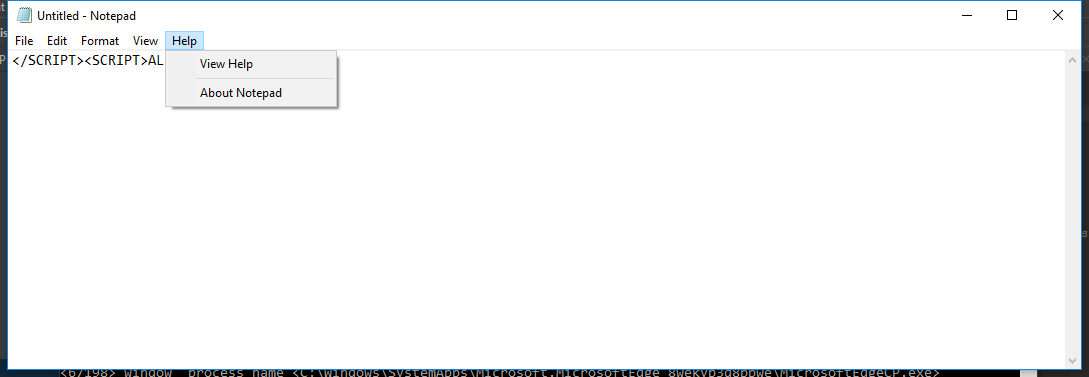 Untitled - Notepad
File Edit Format View Help
</SCRIPT><SCRIPT>AL
View Help
About Notepad
<6/198> window process name <C:\Windows\SystemApps\Microsoft.MicrosoftEdge_8wekyb3d8bbwe\MicrosoftEdgeCP.exe>